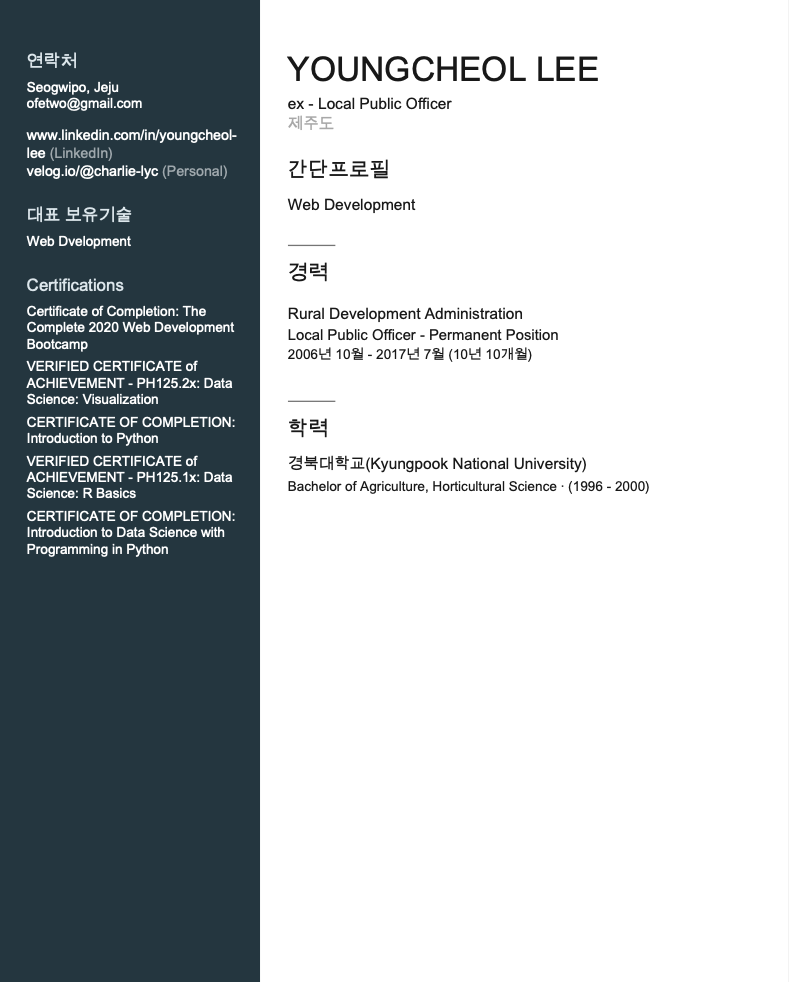 연락처
Seogwipo, Jeju
ofetwo@gmail.com
www.linkedin.com/in/youngcheol-
lee (LinkedIn)
velog.io/@charlie-lyc (Personal)
대표 보유기술
Web Dvelopment
Certifications
Certificate of Completion: The
Complete 2020 Web Development
Bootcamp
VERIFIED CERTIFICATE of
ACHIEVEMENT - PH125.2x: Data
Science: Visualization
CERTIFICATE OF COMPLETION:
Introduction to Python
VERIFIED CERTIFICATE of
ACHIEVEMENT - PH125.1x: Data
Science: R Basics
CERTIFICATE OF COMPLETION:
Introduction to Data Science with
Programming in Python
YOUNGCHEOL LEE
ex - Local Public Officer
제주도
간단프로필
Web Development
경력
Rural Development Administration
Local Public Officer - Permanent Position
2006년 10월 - 2017년 7월 (10년 10개월)
학력
경북대학교(Kyungpook National University)
Bachelor of Agriculture, Horticultural Science · (1996 - 2000)